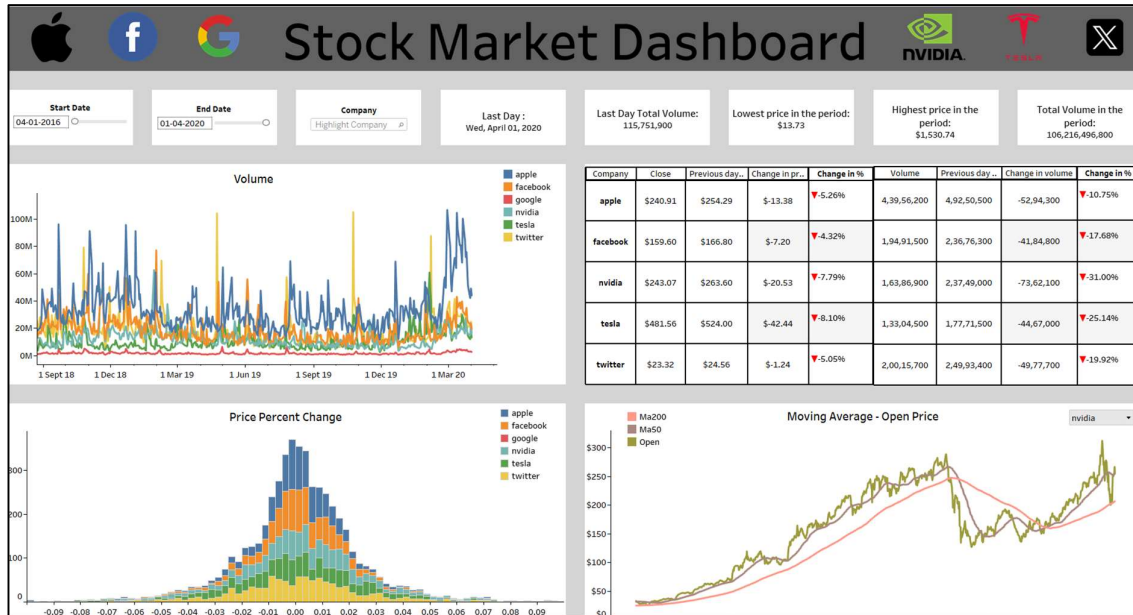 Stock Market Dashboard
f
G
NVIDIA.
TESLA
X
Start Date
04-01-2016
End Date
01-04-2020
Company
Highlight Company
Last Day :
Wed, April 01, 2020
Last Day Total Volume:
115,751,900
Lowest price in the period:
$13.73
Highest price in the
period:
$1,530.74
Total Volume in the
period:
106,216,496,800
Volume
apple
facebook
google
nvidia
tesla
twitter
100M
80M
60M
40M
20M
0M
1 Sept 18 1 Dec 18 1 Mar 19 1 Jun 19 1 Sept 19 1 Dec 19 1 Mar 20
Company Close Previous day.. Change in pr.. Change in % Volume Previous day .. Change in volume Change in %
apple $240.91 $254.29 $-13.38 ▼-5.26% 4,39,56,200 4,92,50,500 -52,94,300 ▼-10.75%
facebook $159.60 $166.80 $-7.20 ▼-4.32% 1,94,91,500 2,36,76,300 -41,84,800 ▼-17.68%
nvidia $243.07 $263.60 $-20.53 ▼-7.79% 1,63,86,900 2,37,49,000 -73,62,100 ▼-31.00%
tesla $481.56 $524.00 $-42.44 ▼-8.10% 1,33,04,500 1,77,71,500 -44,67,000 ▼-25.14%
twitter $23.32 $24.56 $-1.24 ▼-5.05% 2,00,15,700 2,49,93,400 -49,77,700 ▼-19.92%
Price Percent Change
apple
facebook
google
nvidia
tesla
twitter
300
200
100
0
-0.09 -0.08 -0.07 -0.06 -0.05 -0.04 -0.03 -0.02 -0.01 0.00 0.01 0.02 0.03 0.04 0.05 0.06 0.07 0.08 0.09
Moving Average - Open Price
nvidia
Ma200
Ma50
Open
$300
$250
$200
$150
$100
$50
$0